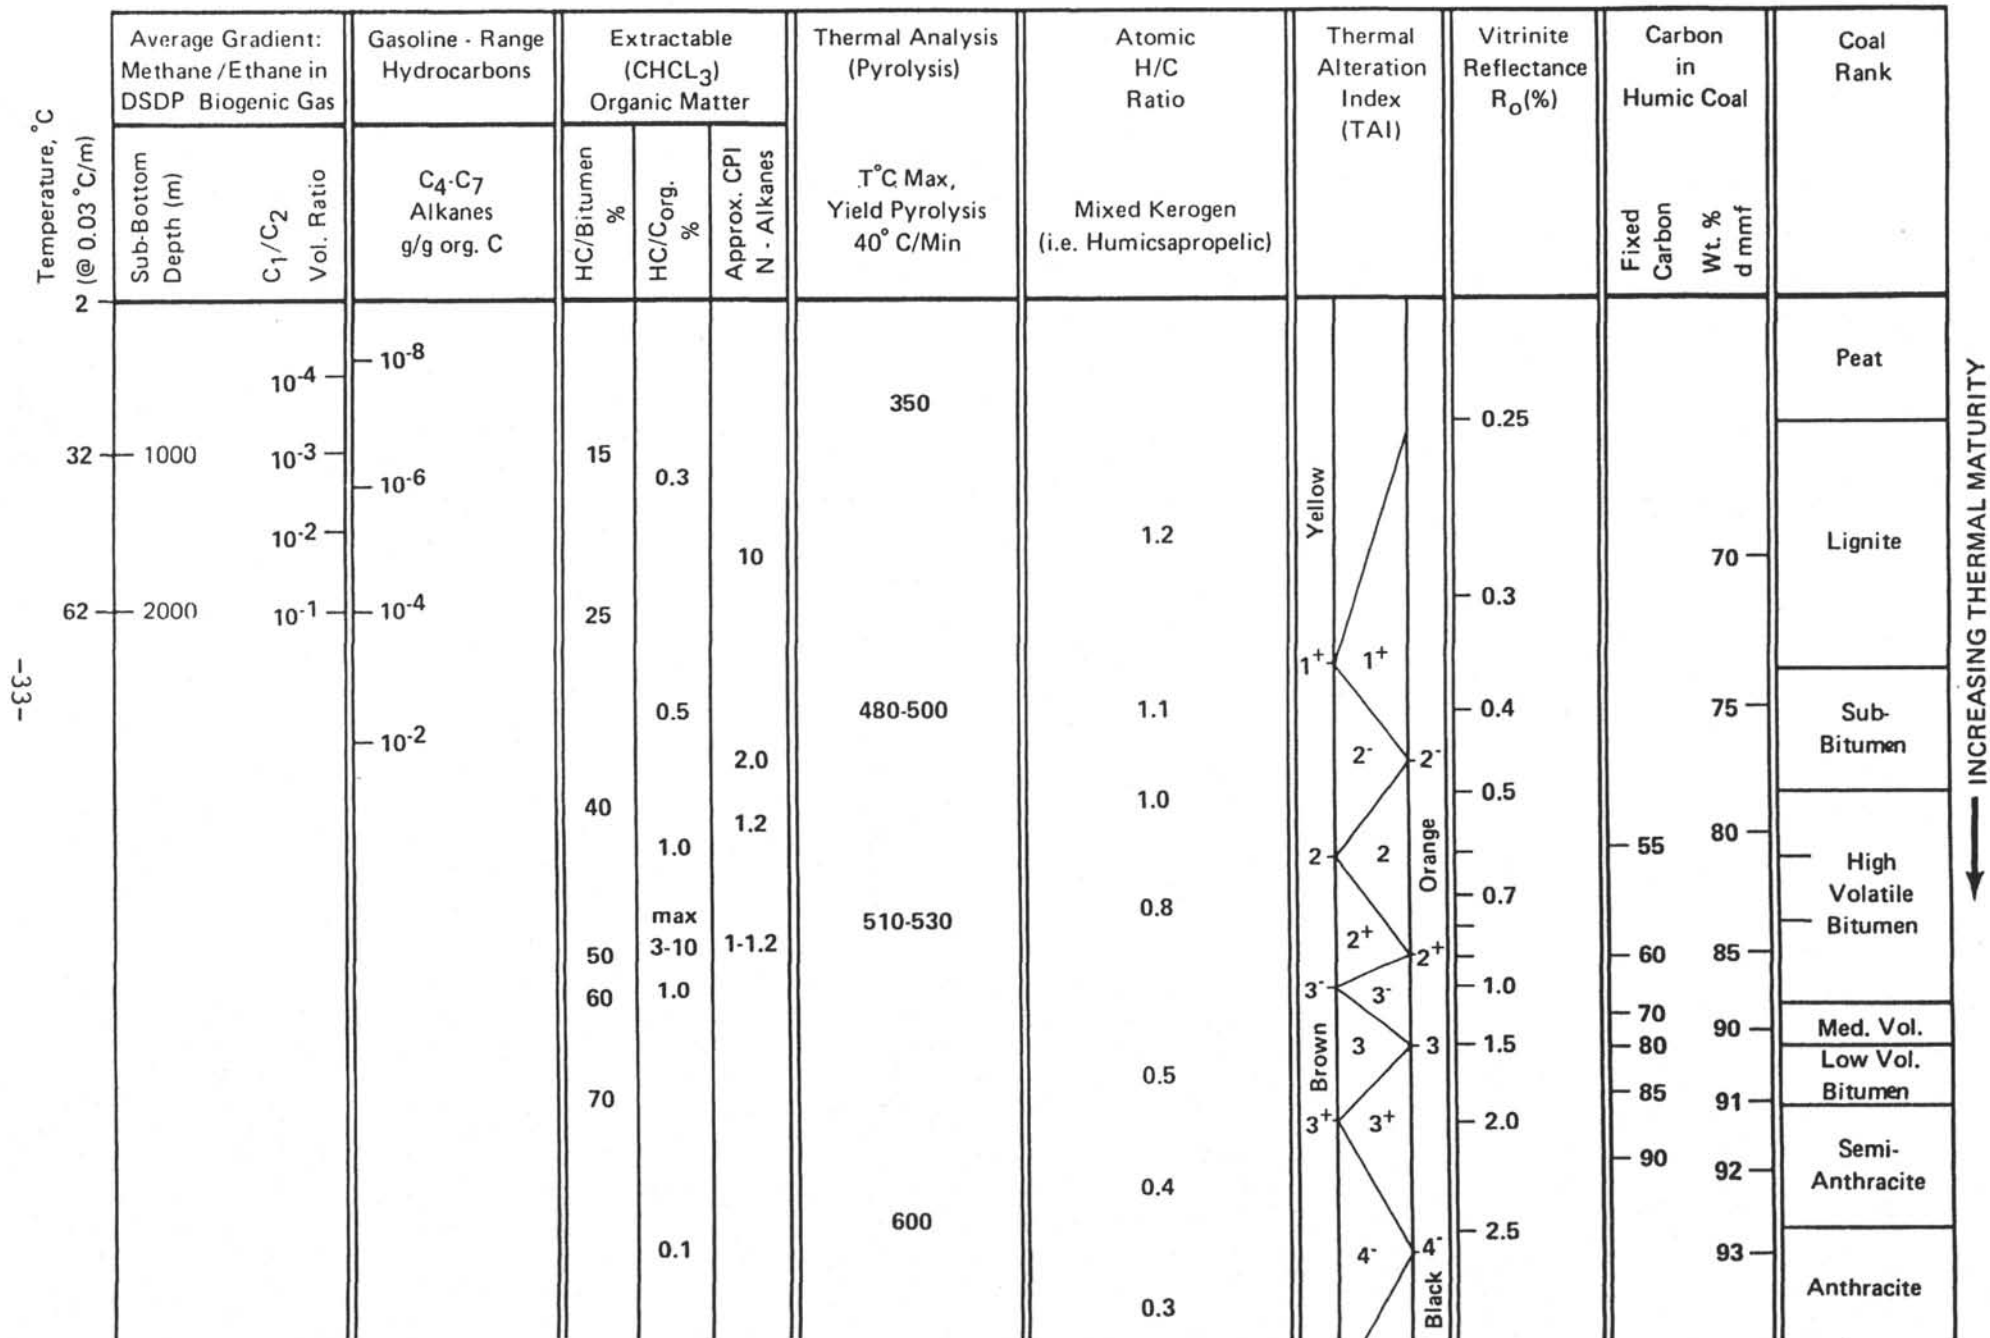 Temperature, °C
(@ 0.03 °C/m)
Average Gradient:
Methane/Ethane in
DSDP Biogenic Gas
Sub-Bottom
Depth (m)
C1/C2
Vol. Ratio
Gasoline - Range
Hydrocarbons
C4-C7
Alkanes
g/g org. C
Extractable
(CHCL3)
Organic Matter
HC/Bitumen
%
HC/Corg.
%
Approx. CPI
N - Alkanes
Thermal Analysis
(Pyrolysis)
T°C Max,
Yield Pyrolysis
40° C/Min
Atomic
H/C
Ratio
Mixed Kerogen
(i.e. Humicsapropelic)
Thermal
Alteration
Index
(TAI)
Vitrinite
Reflectance
Ro(%)
Carbon
in
Humic Coal
Fixed
Carbon
Wt. %
d mmf
Coal
Rank
2
32
62
1000
2000
10-4
10-3
10-2
10-1
10-8
10-6
10-4
10-2
15
25
40
50
60
70
0.3
0.5
1.0
max
3-10
1.0
0.1
10
2.0
1.2
1-1.2
350
480-500
510-530
600
1.2
1.1
1.0
0.8
0.5
0.4
0.3
Yellow
1+
2
3-
Brown
3+
1+
2-
2
2+
3-
3
3+
4-
2-
Orange
2+
3
4-
Black
0.25
0.3
0.4
0.5
0.7
1.0
1.5
2.0
2.5
55
60
70
80
85
90
70
75
80
85
90
91
92
93
Peat
Lignite
Sub-
Bitumen
High
Volatile
Bitumen
Med. Vol.
Low Vol.
Bitumen
Semi-
Anthracite
Anthracite
INCREASING THERMAL MATURITY
-33-